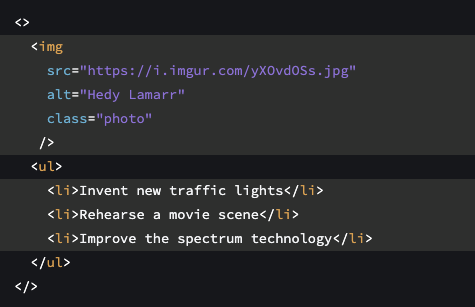 <>
  <img
    src="https://i.imgur.com/yXOvdOSs.jpg"
    alt="Hedy Lamarr"
    class="photo"
   />
  <ul>
    <li>Invent new traffic lights</li>
    <li>Rehearse a movie scene</li>
    <li>Improve the spectrum technology</li>
  </ul>
</>